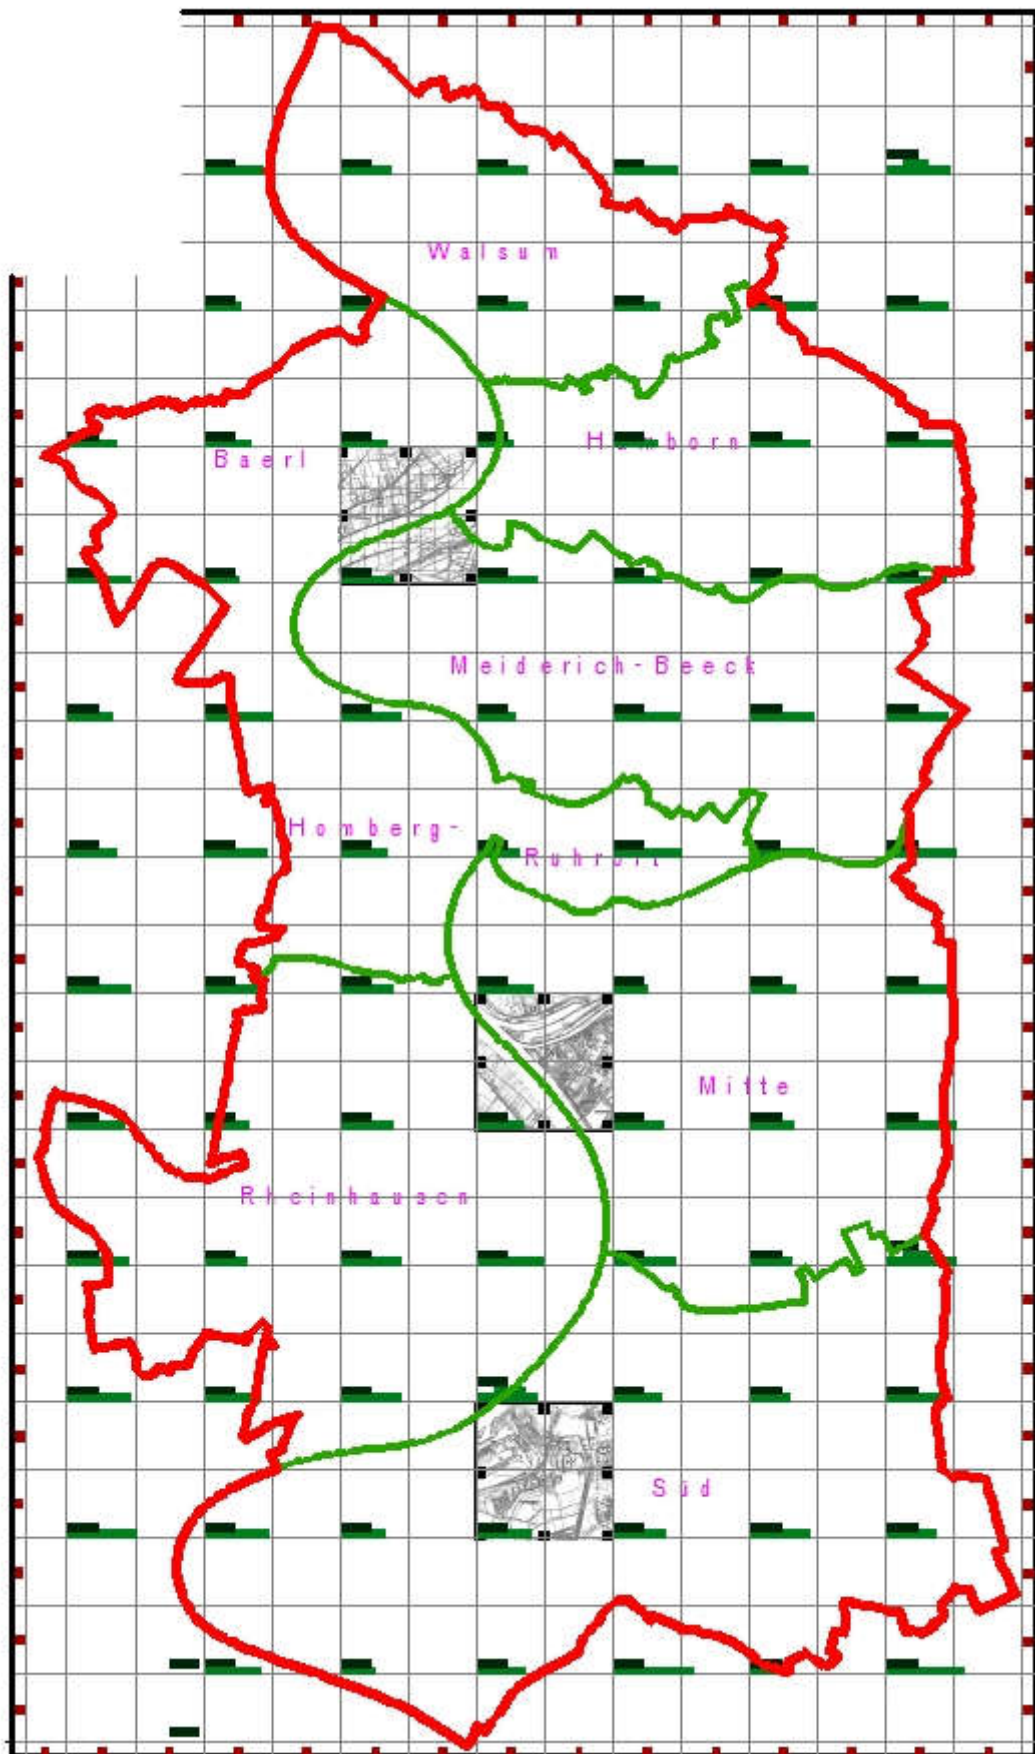 Walsum
Hamborn
Baerl
Meiderich-Beeck
Homberg-
Ruhrort
Mitte
Rheinhausen
Süd